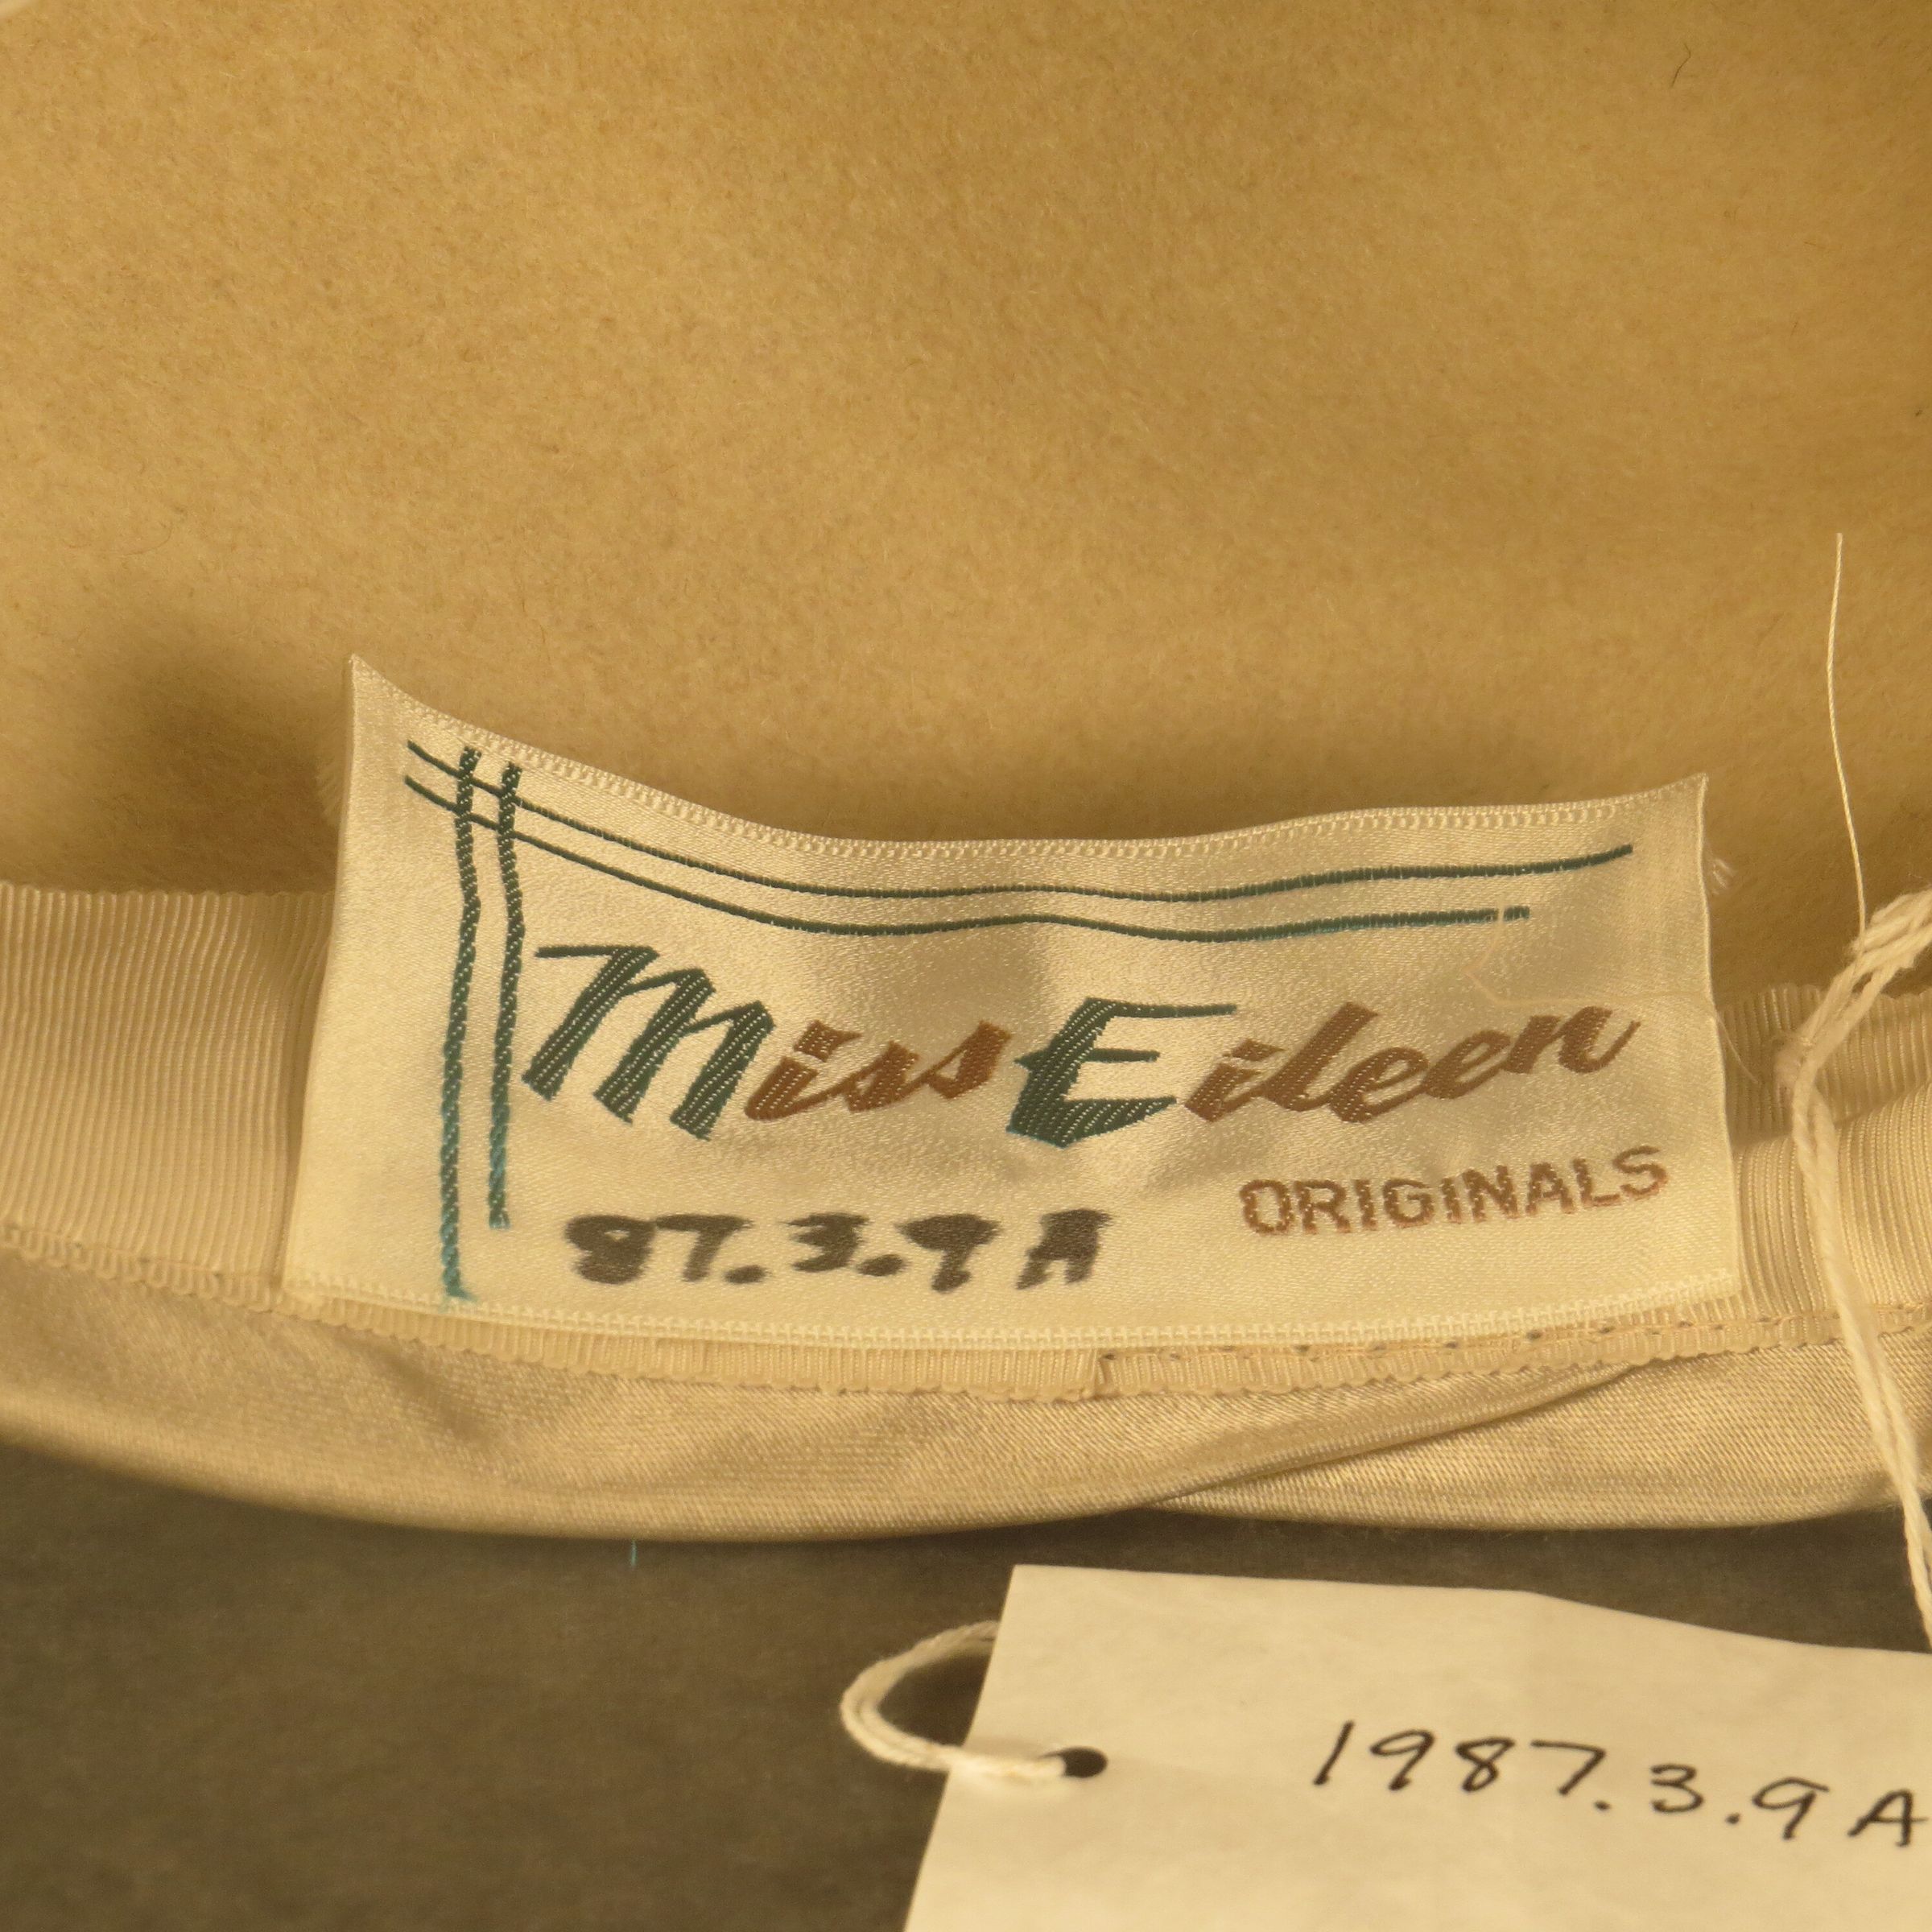 Miss Eileen
ORIGINALS
87.3.9 A
1987.3.9A